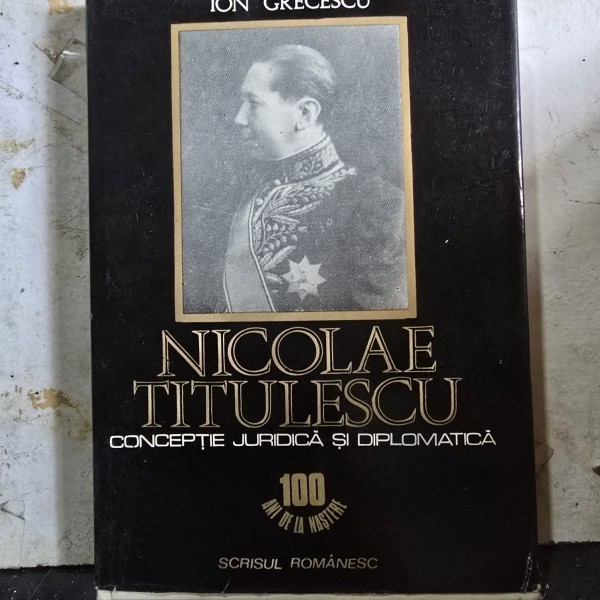 ION GRECESCU
NICOLAE
TITULESCU
CONCEPȚIE JURIDICĂ ȘI DIPLOMATICĂ
100
ANI DE LA NAȘTERE
SCRISUL ROMÂNESC